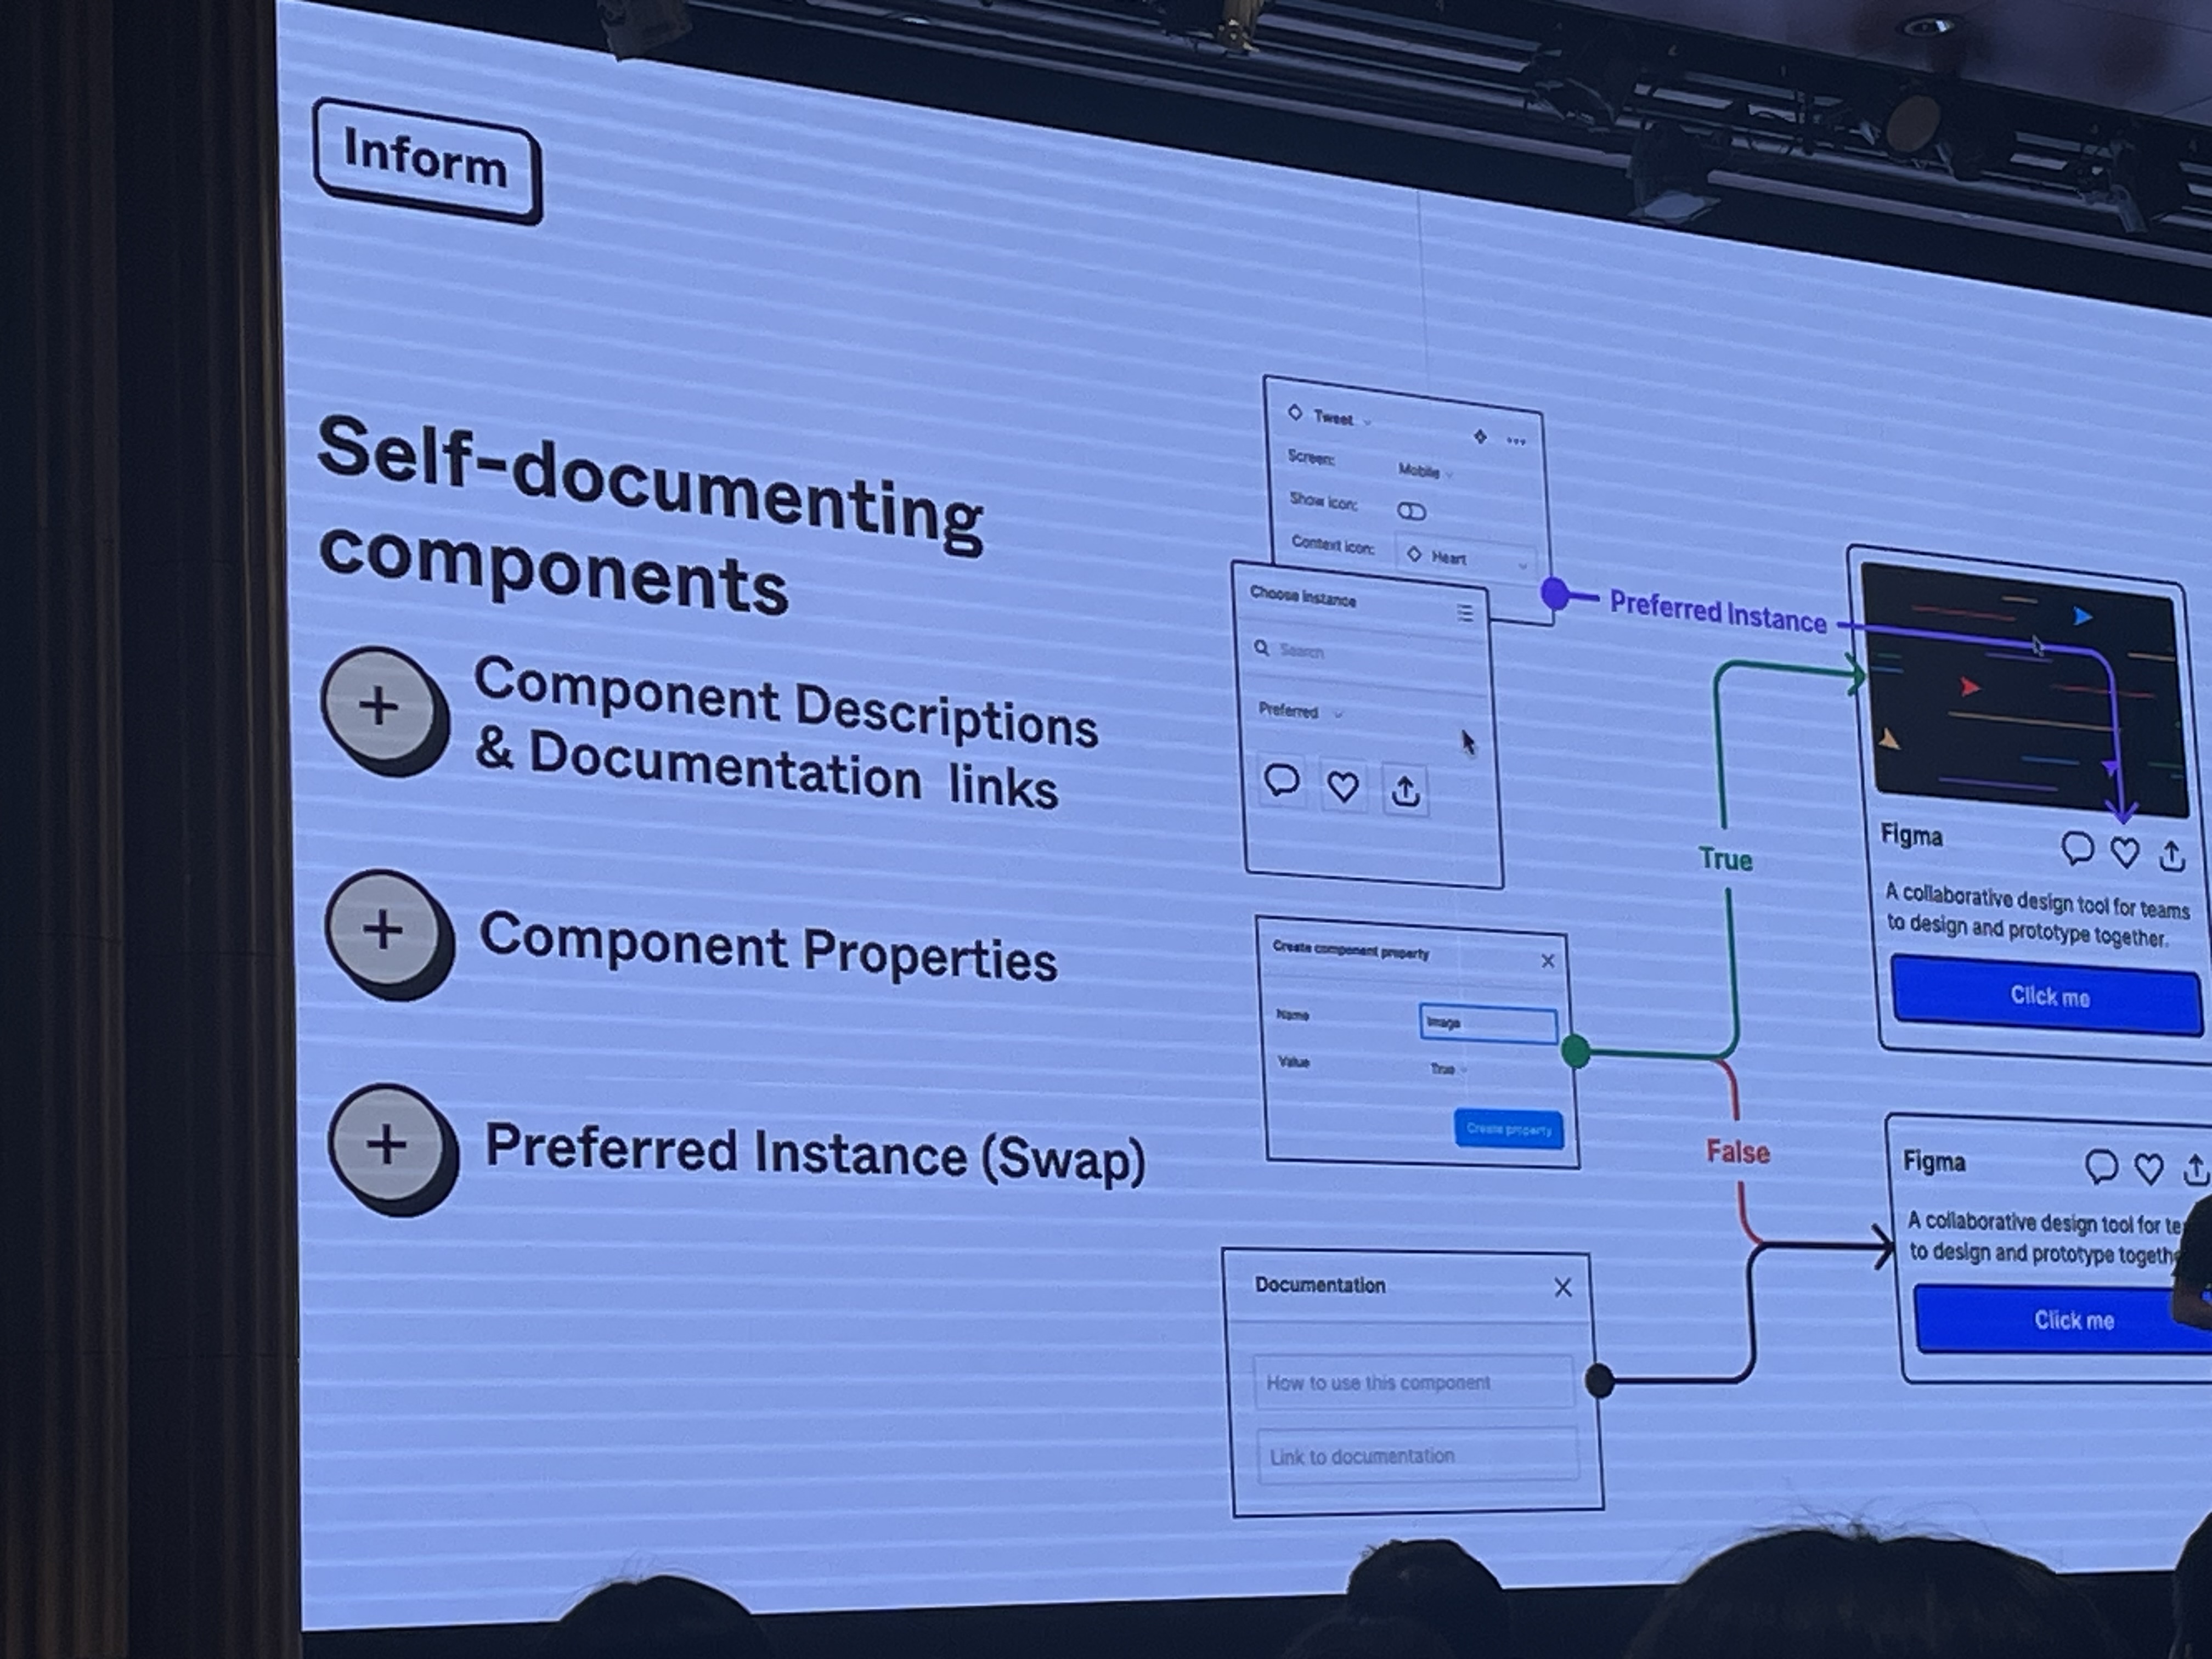 Inform
Self-documenting
components
+ Component Descriptions
& Documentation links
+ Component Properties
+ Preferred Instance (Swap)
Tweet
Screen: Mobile
Show icon:
Context icon: Heart
Choose instance
Search
Preferred
Preferred Instance
Create component property
Name Image
Value True
Create property
True
False
Documentation
How to use this component
Link to documentation
Figma
A collaborative design tool for teams
to design and prototype together.
Click me
Figma
A collaborative design tool for te
to design and prototype togeth
Click me